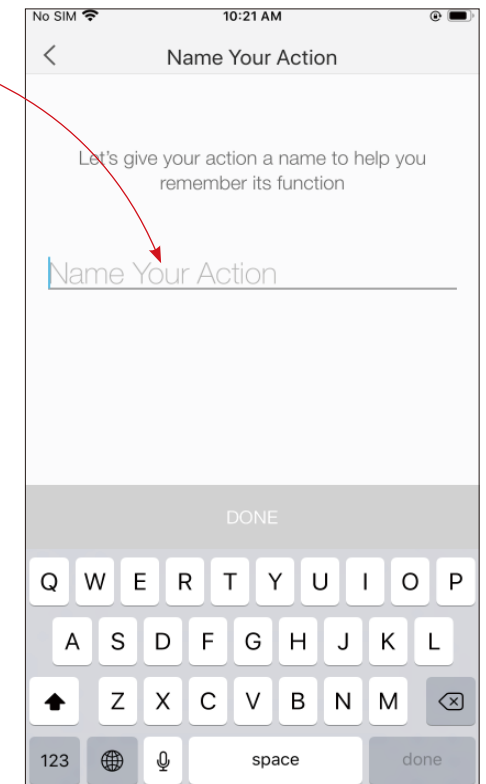 No SIM 10:21 AM
Name Your Action
Let's give your action a name to help you
remember its function
Name Your Action
DONE
Q W E R T Y U I O P
A S D F G H J K L
Z X C V B N M
123 space done